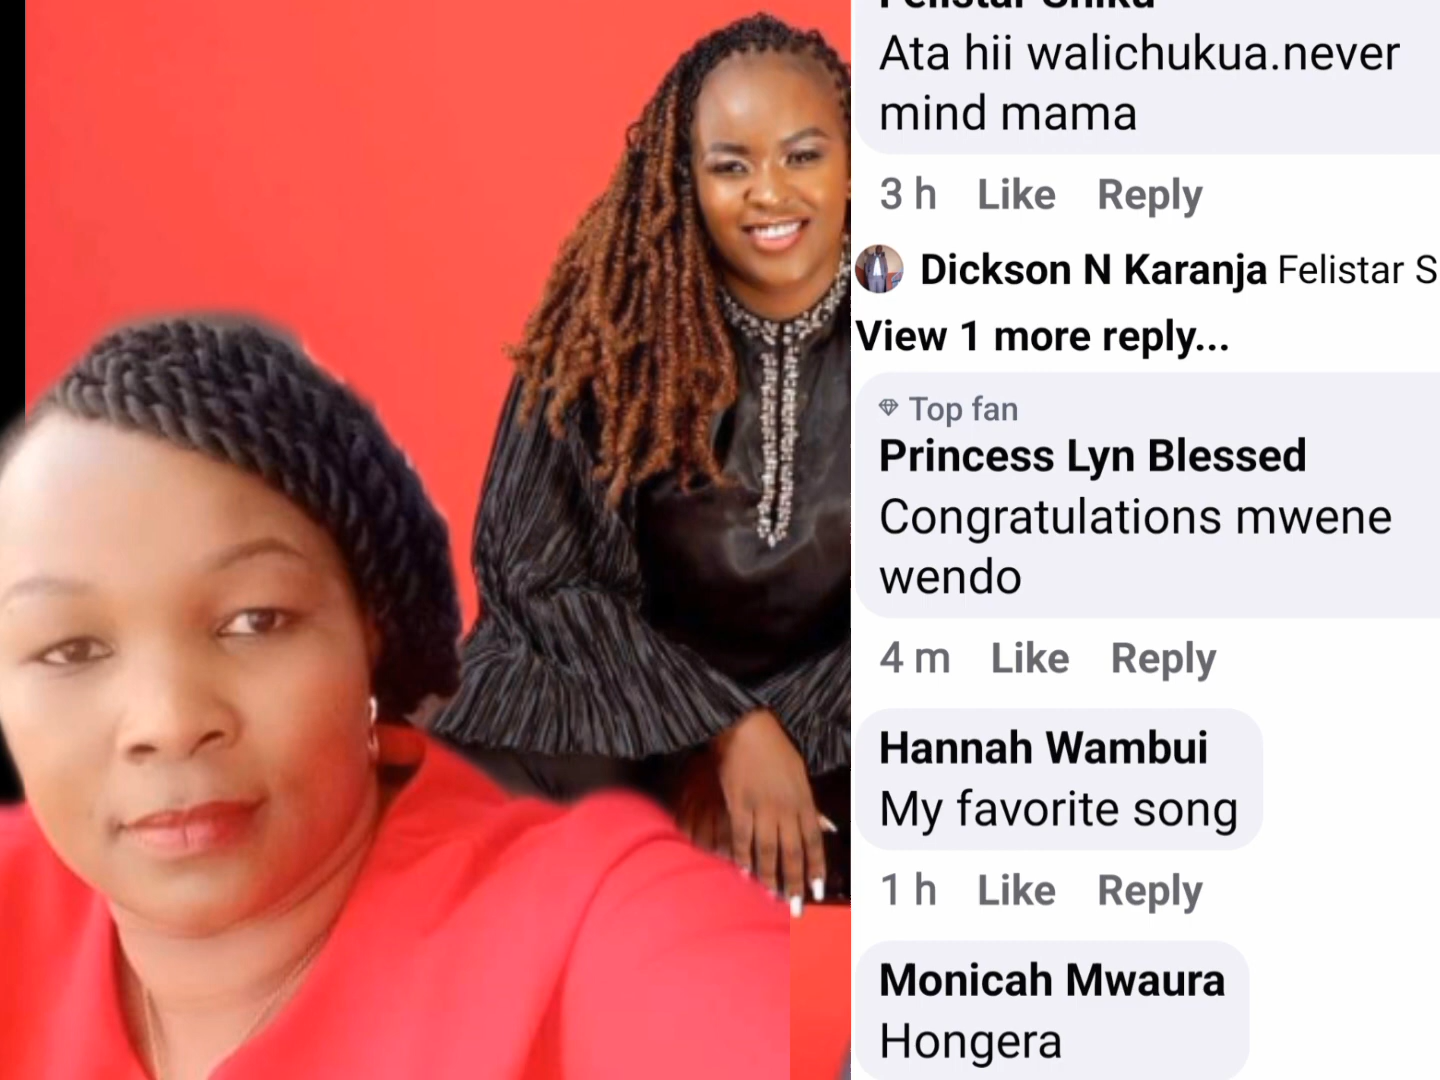 Felistar Shiku
Ata hii walichukua.never
mind mama
3 h Like Reply
Dickson N Karanja Felistar S
View 1 more reply...
Top fan
Princess Lyn Blessed
Congratulations mwene
wendo
4 m Like Reply
Hannah Wambui
My favorite song
1 h Like Reply
Monicah Mwaura
Hongera